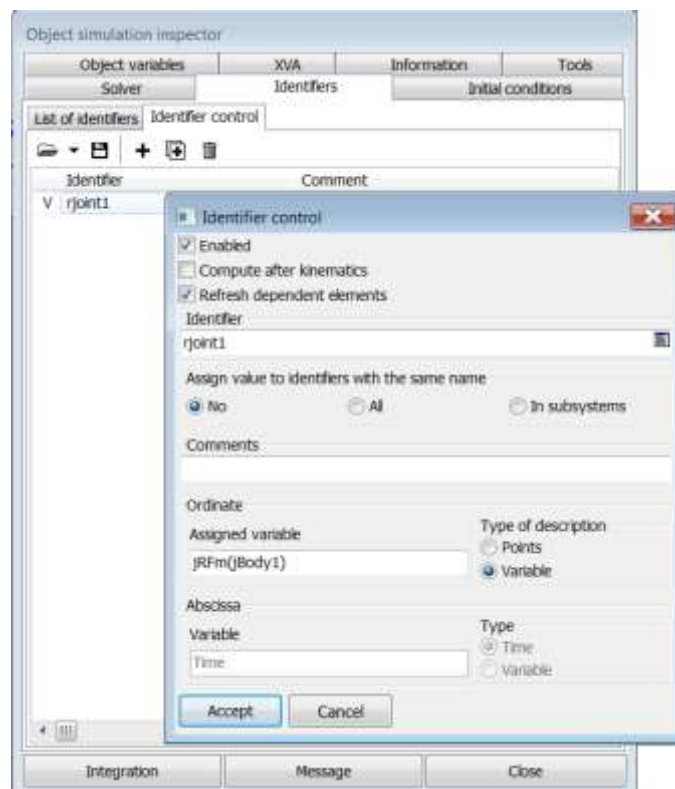 Object simulation inspector
Object variables XVA Information Tools
Solver Identifiers Initial conditions
List of identifiers Identifier control
Identifier Comment
V rjoint1
Identifier control
Enabled
Compute after kinematics
Refresh dependent elements
Identifier
rjoint1
Assign value to identifiers with the same name
No All In subsystems
Comments
Ordinate
Assigned variable
Type of description
Points
jRFm(jBody1)
Variable
Abscissa
Variable
Type
Time
Time
Variable
Accept Cancel
Integration Message Close